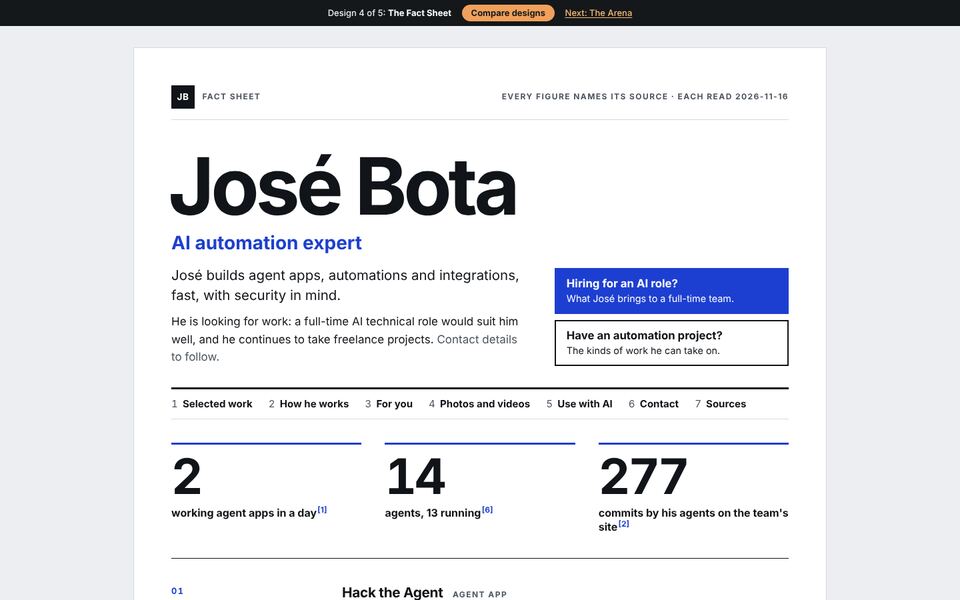 Design 4 of 5: The Fact Sheet Compare designs Next: The Arena
JB FACT SHEET EVERY FIGURE NAMES ITS SOURCE · EACH READ 2026-11-16
José Bota
AI automation expert
José builds agent apps, automations and integrations,
fast, with security in mind.
He is looking for work: a full-time AI technical role would suit him
well, and he continues to take freelance projects. Contact details
to follow.
Hiring for an AI role?
What José brings to a full-time team.
Have an automation project?
The kinds of work he can take on.
1 Selected work 2 How he works 3 For you 4 Photos and videos 5 Use with AI 6 Contact 7 Sources
2
working agent apps in a day[1]
14
agents, 13 running[6]
277
commits by his agents on the team's
site[2]
01 Hack the Agent AGENT APP